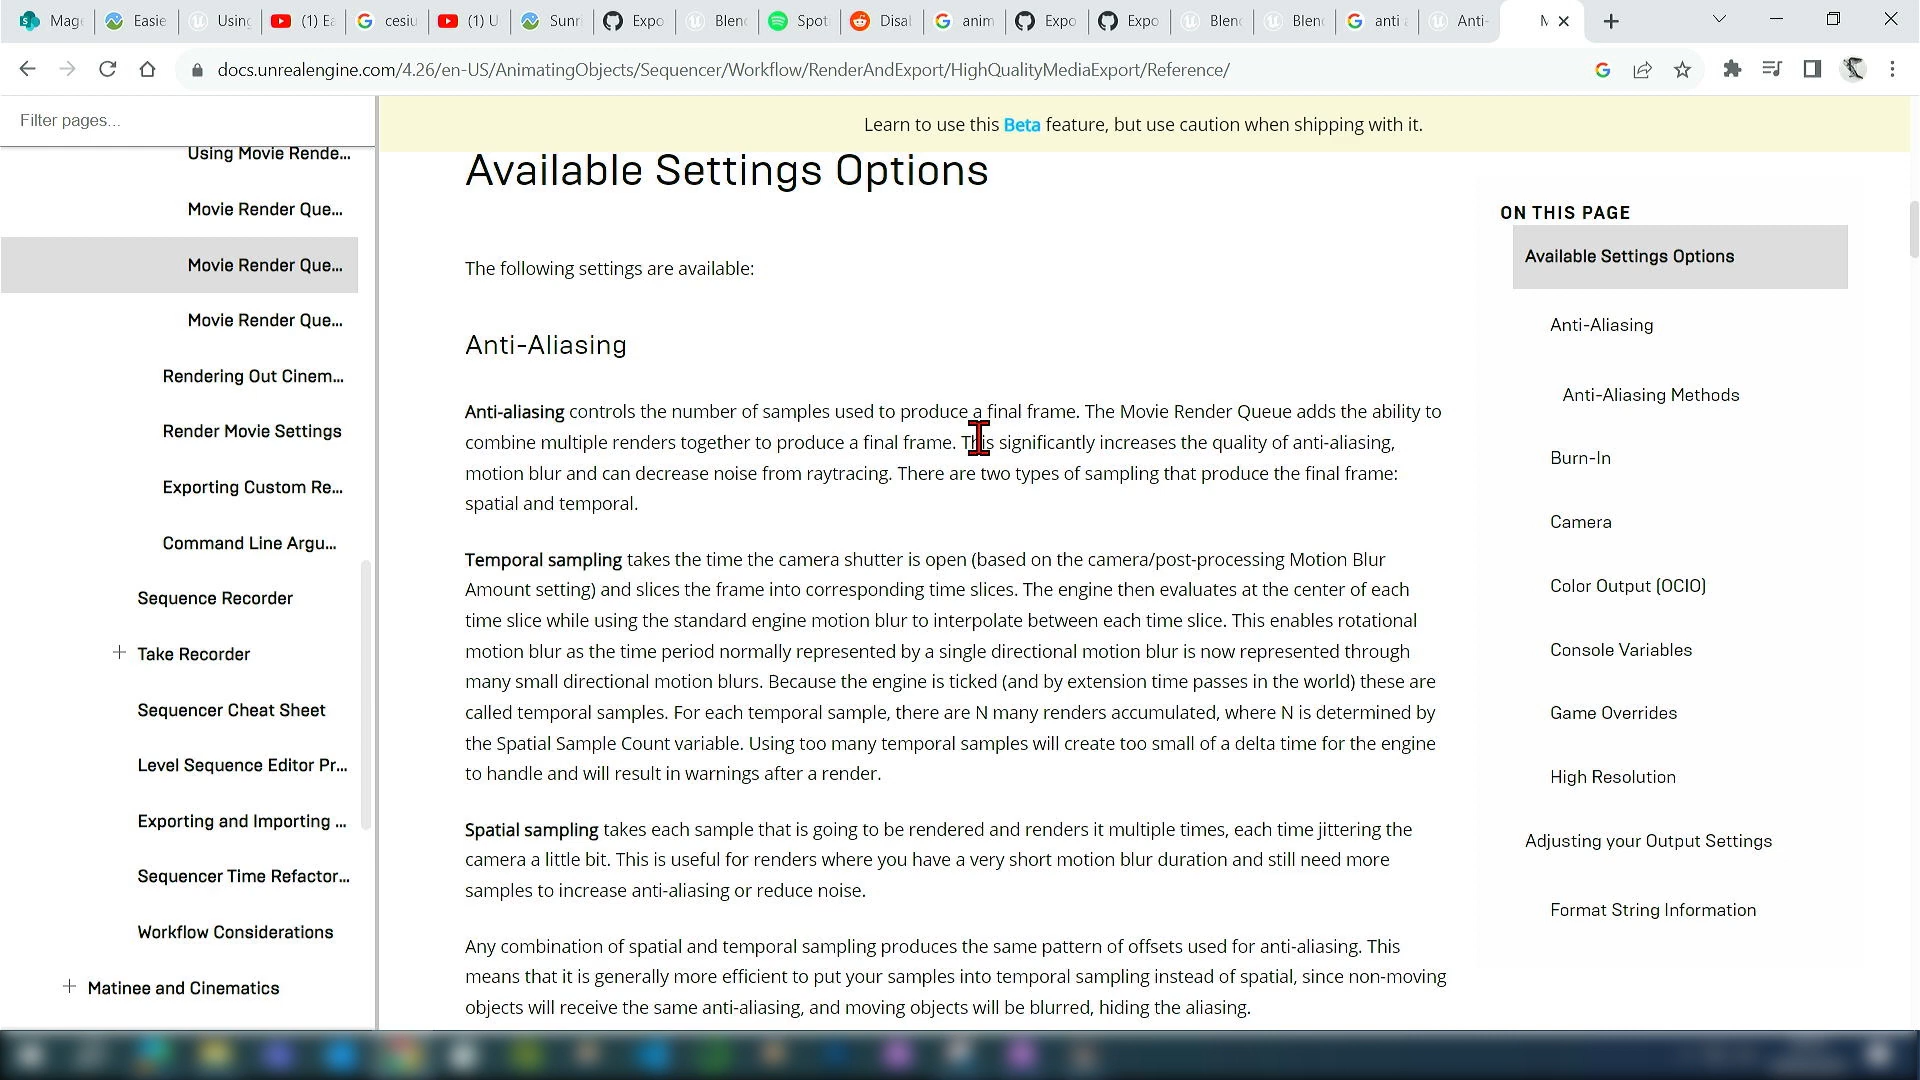 Mage
Easie
Using
(1) Ea
cesiu
(1) U
Sunr
Expo
Blen
Spot
Disal
anim
Expo
Expo
Blen
Blen
anti a
Anti-
M
docs.unrealengine.com/4.26/en-US/AnimatingObjects/Sequencer/Workflow/RenderAndExport/HighQualityMediaExport/Reference/
Filter pages...
Using Movie Rende...
Movie Render Que...
Movie Render Que...
Movie Render Que...
Rendering Out Cinem...
Render Movie Settings
Exporting Custom Re...
Command Line Argu...
Sequence Recorder
Take Recorder
Sequencer Cheat Sheet
Level Sequence Editor Pr...
Exporting and Importing ...
Sequencer Time Refactor...
Workflow Considerations
Matinee and Cinematics
Learn to use this Beta feature, but use caution when shipping with it.
Available Settings Options
The following settings are available:
Anti-Aliasing
Anti-aliasing controls the number of samples used to produce a final frame. The Movie Render Queue adds the ability to
combine multiple renders together to produce a final frame. This significantly increases the quality of anti-aliasing,
motion blur and can decrease noise from raytracing. There are two types of sampling that produce the final frame:
spatial and temporal.
Temporal sampling takes the time the camera shutter is open (based on the camera/post-processing Motion Blur
Amount setting) and slices the frame into corresponding time slices. The engine then evaluates at the center of each
time slice while using the standard engine motion blur to interpolate between each time slice. This enables rotational
motion blur as the time period normally represented by a single directional motion blur is now represented through
many small directional motion blurs. Because the engine is ticked (and by extension time passes in the world) these are
called temporal samples. For each temporal sample, there are N many renders accumulated, where N is determined by
the Spatial Sample Count variable. Using too many temporal samples will create too small of a delta time for the engine
to handle and will result in warnings after a render.
Spatial sampling takes each sample that is going to be rendered and renders it multiple times, each time jittering the
camera a little bit. This is useful for renders where you have a very short motion blur duration and still need more
samples to increase anti-aliasing or reduce noise.
Any combination of spatial and temporal sampling produces the same pattern of offsets used for anti-aliasing. This
means that it is generally more efficient to put your samples into temporal sampling instead of spatial, since non-moving
objects will receive the same anti-aliasing, and moving objects will be blurred, hiding the aliasing.
ON THIS PAGE
Available Settings Options
Anti-Aliasing
Anti-Aliasing Methods
Burn-In
Camera
Color Output (OCIO)
Console Variables
Game Overrides
High Resolution
Adjusting your Output Settings
Format String Information